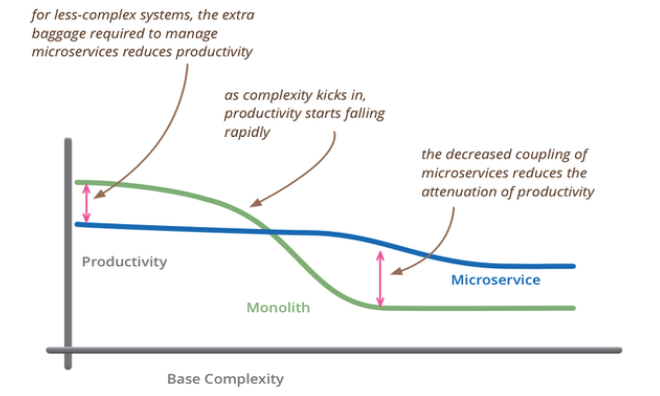 for less-complex systems, the extra
baggage required to manage
microservices reduces productivity
as complexity kicks in,
productivity starts falling
rapidly
the decreased coupling of
microservices reduces the
attenuation of productivity
Productivity
Microservice
Monolith
Base Complexity